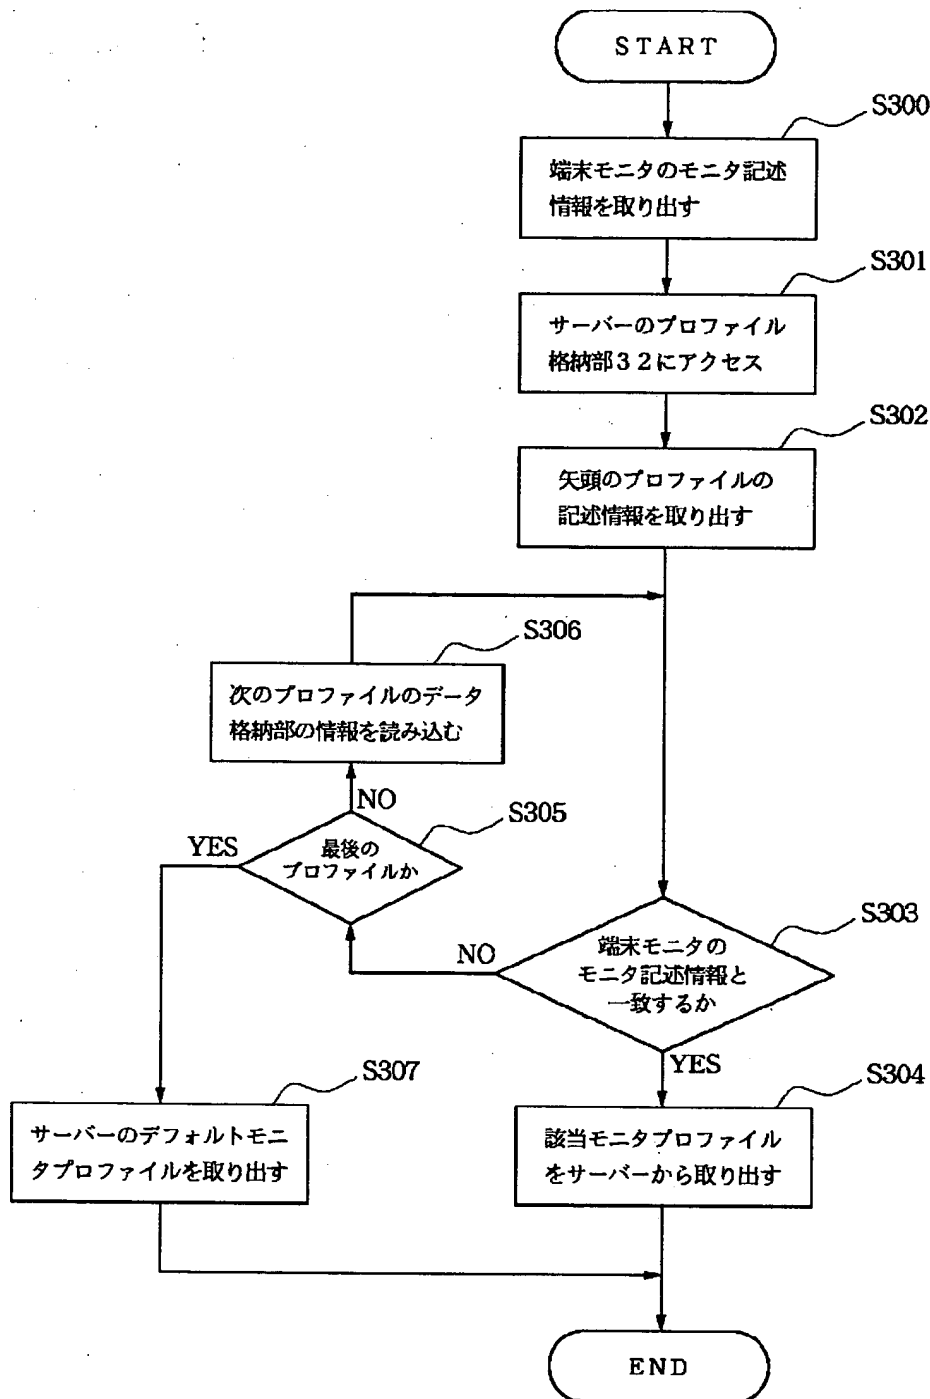 START
S300
端末モニタのモニタ記述
情報を取り出す
S301
サーバーのプロファイル
格納部32にアクセス
S302
矢頭のプロファイルの
記述情報を取り出す
S306
次のプロファイルのデータ
格納部の情報を読み込む
NO
S305
YES
最後の
プロファイルか
S303
NO
端末モニタの
モニタ記述情報と
一致するか
YES
S307
S304
サーバーのデフォルトモニ
タプロファイルを取り出す
該当モニタプロファイル
をサーバーから取り出す
END